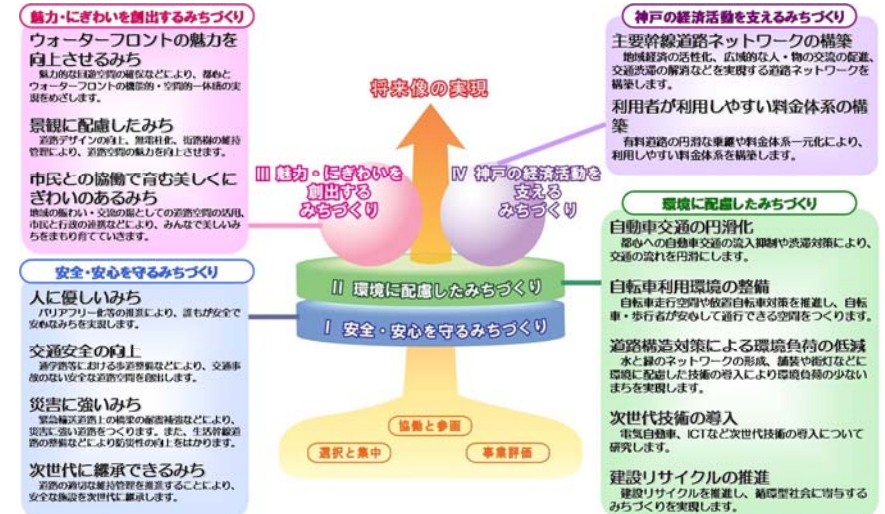 魅力・にぎわいを創出するみちづくり
ウォーターフロントの魅力を
向上させるみち
魅力的な回遊空間の確保などにより、都心と
ウォーターフロントの機能的・空間的一体感の実
現をめざします。
景観に配慮したみち
道路デザインの向上、無電柱化、街路樹の維持
管理により、道路空間の魅力を向上させます。
市民との協働で育む美しくに
ぎわいのあるみち
地域の賑わい・交流の場としての道路空間の活用、
市民と行政の連携などにより、みんなで美しいみ
ちをまもり育てていきます。
安全・安心を守るみちづくり
人に優しいみち
バリアフリー化等の推進により、誰もが安全で
安心なみちを実現します。
交通安全の向上
通学路等における歩道整備などにより、交通事
故のない安全な道路空間を創出します。
災害に強いみち
緊急輸送道路上の橋梁の耐震補強などにより、
災害に強い道路をつくります。また、生活幹線道
路の整備などにより防災性の向上をはかります。
次世代に継承できるみち
道路の適切な維持管理を推進することにより、
安全な施設を次世代に継承します。
将来像の実現
Ⅲ 魅力・にぎわいを
創出する
みちづくり
Ⅳ 神戸の経済活動を
支える
みちづくり
Ⅱ 環境に配慮したみちづくり
Ⅰ 安全・安心を守るみちづくり
協働と参画
選択と集中
事業評価
神戸の経済活動を支えるみちづくり
主要幹線道路ネットワークの構築
地域経済の活性化、広域的な人・物の交流の促進、
交通渋滞の解消などを実現する道路ネットワークを
構築します。
利用者が利用しやすい料金体系の構
築
有料道路の円滑な乗継や料金体系一元化により、
利用しやすい料金体系を構築します。
環境に配慮したみちづくり
自動車交通の円滑化
都心への自動車交通の流入抑制や渋滞対策により、
交通の流れを円滑にします。
自転車利用環境の整備
自転車走行空間や放置自転車対策を推進し、自転
車・歩行者が安心して通行できる空間をつくります。
道路構造対策による環境負荷の低減
水と緑のネットワークの形成、舗装や街灯などに
環境に配慮した技術の導入により環境負荷の少ない
まちを実現します。
次世代技術の導入
電気自動車、ICTなど次世代技術の導入について
研究します。
建設リサイクルの推進
建設リサイクルを推進し、循環型社会に寄与する
みちづくりを実現します。